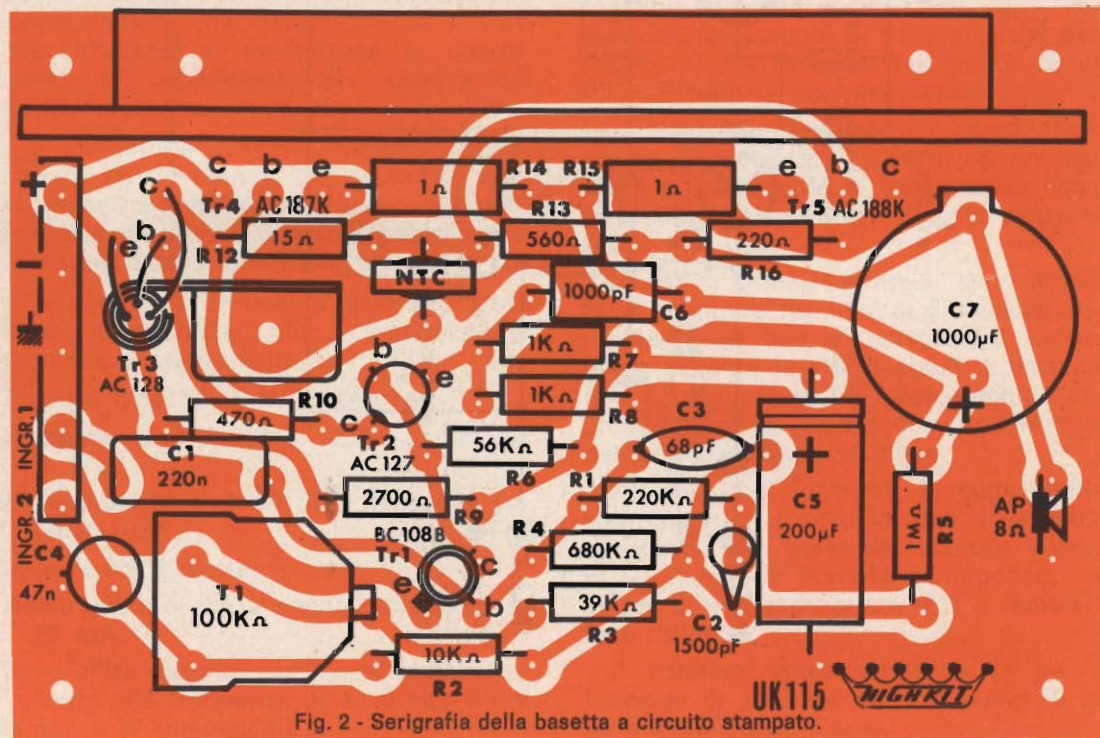 c b e
1Ω
R14
R15
1Ω
e b c
+
c
Tr4 AC187K
R13
Tr5 AC188K
e b
R12
15Ω
560Ω
220Ω
R16
NTC
1000pF
C6
C7
1000µF
+
Tr3
AC128
b
e
1KΩ
R7
1KΩ
R8
R10
470Ω
c
Tr2
AC127
C3
68pF
INGR.2 INGR.1
C1
220n
56KΩ
R6
R1
+
C5
200µF
2700Ω
R9
220KΩ
1MΩ
R5
AP
8Ω
BC108B
Tr1
R4
680KΩ
C4
47n
e
c
b
T1
100KΩ
39KΩ
R3
C2
1500pF
10KΩ
R2
UK115
HIGHKIT
Fig. 2 - Serigrafia della basetta a circuito stampato.